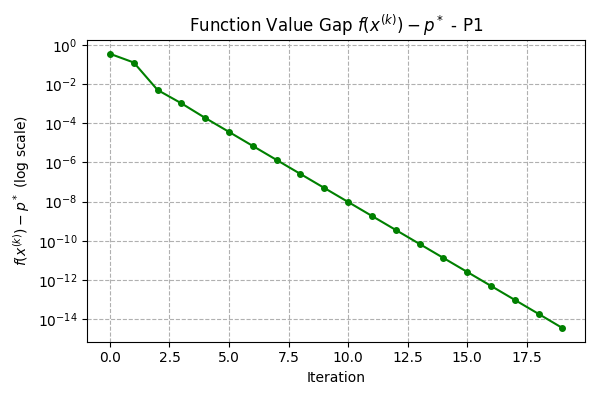 Function Value Gap f(x^(k)) − p* - P1
f(x^(k)) − p* (log scale)
10^0
10^−2
10^−4
10^−6
10^−8
10^−10
10^−12
10^−14
0.0 2.5 5.0 7.5 10.0 12.5 15.0 17.5
Iteration